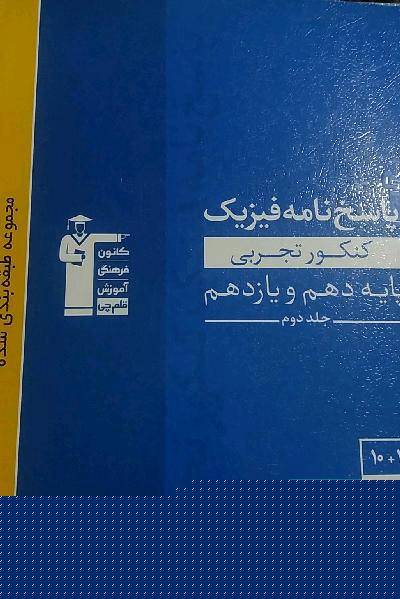 پاسخ‌نامه فیزیک
کنکور تجربی
پایه دهم و یازدهم
جلد دوم
کانون
فرهنگی
آموزش
قلم‌چی
مجموعه طبقه‌بندی شده